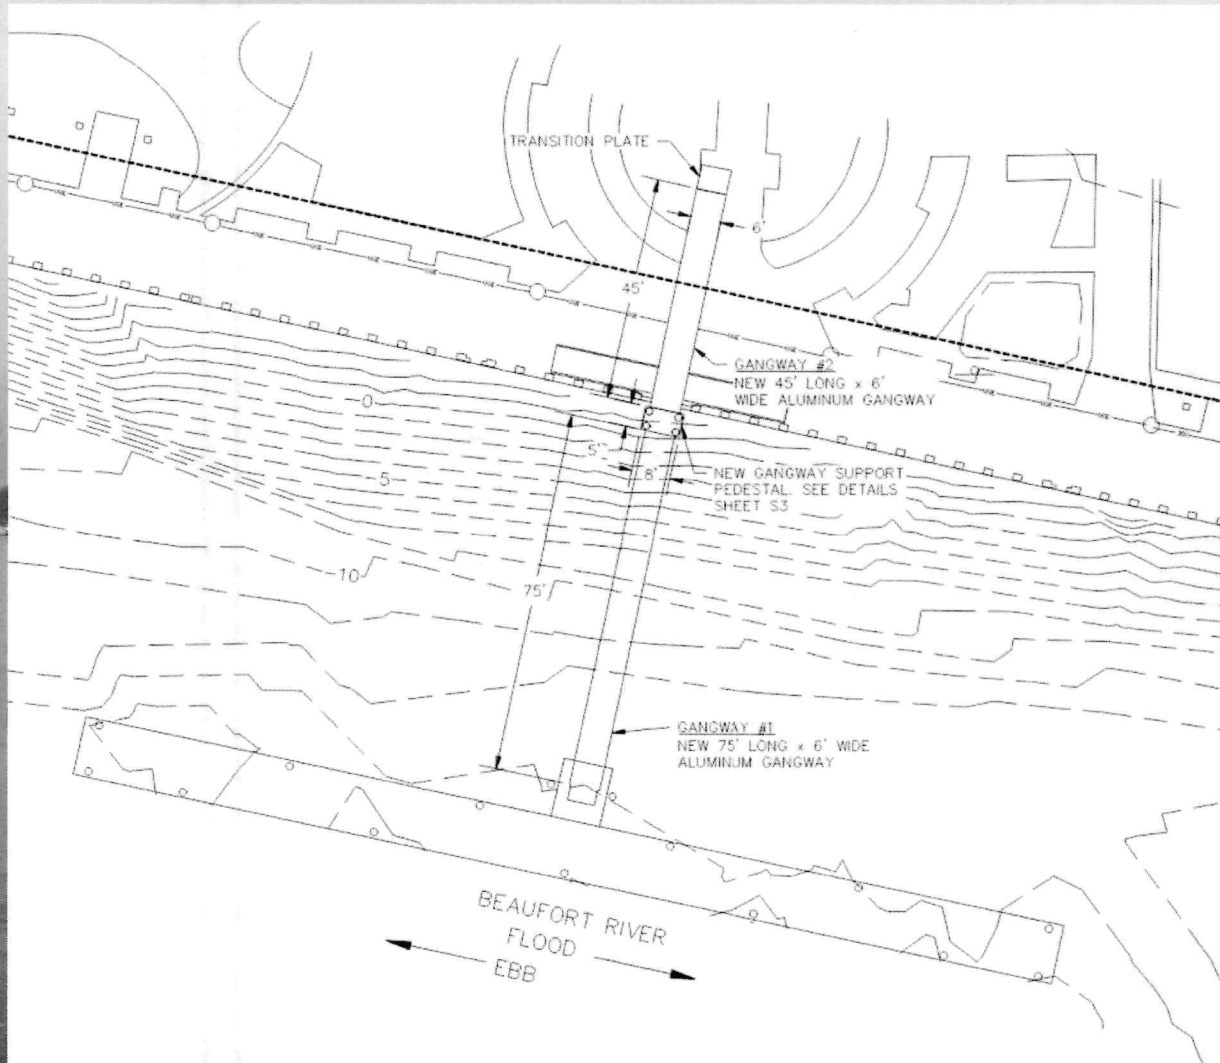 TRANSITION PLATE
6'
45'
GANGWAY #2
NEW 45' LONG x 6'
WIDE ALUMINUM GANGWAY
0
5'
8'
NEW GANGWAY SUPPORT
PEDESTAL. SEE DETAILS
SHEET S3
-5
-10
75'
GANGWAY #1
NEW 75' LONG x 6' WIDE
ALUMINUM GANGWAY
BEAUFORT RIVER
FLOOD
EBB